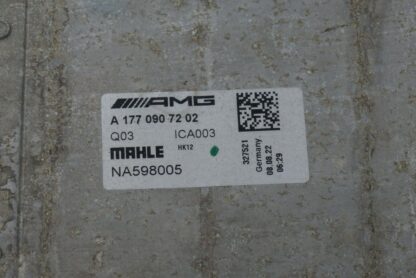 AMG
A 177 090 72 02
Q03 ICA003
MAHLE HK12
NA598005
327521
Germany
08.08.22
06:29